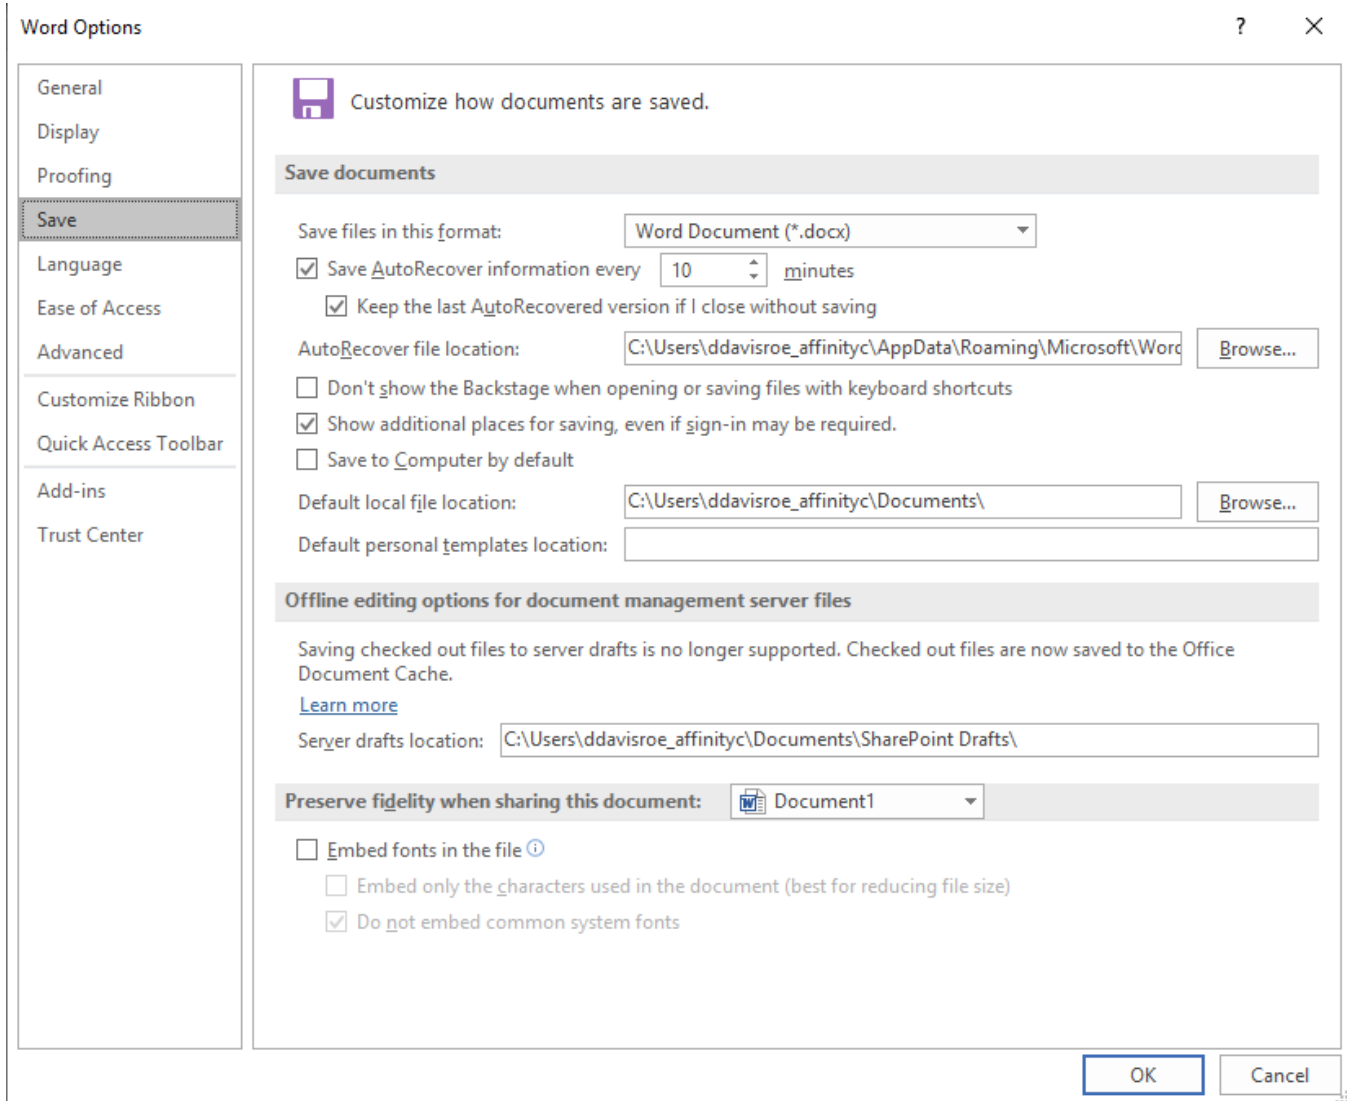 Word Options
?
General
Display
Proofing
Save
Language
Ease of Access
Advanced
Customize Ribbon
Quick Access Toolbar
Add-ins
Trust Center
Customize how documents are saved.
Save documents
Save files in this format: Word Document (*.docx)
Save AutoRecover information every 10 minutes
Keep the last AutoRecovered version if I close without saving
AutoRecover file location: C:\Users\ddavisroe_affinityc\AppData\Roaming\Microsoft\Word Browse...
Don't show the Backstage when opening or saving files with keyboard shortcuts
Show additional places for saving, even if sign-in may be required.
Save to Computer by default
Default local file location: C:\Users\ddavisroe_affinityc\Documents\ Browse...
Default personal templates location:
Offline editing options for document management server files
Saving checked out files to server drafts is no longer supported. Checked out files are now saved to the Office
Document Cache.
Learn more
Server drafts location: C:\Users\ddavisroe_affinityc\Documents\SharePoint Drafts\
Preserve fidelity when sharing this document: Document1
Embed fonts in the file
Embed only the characters used in the document (best for reducing file size)
Do not embed common system fonts
OK Cancel